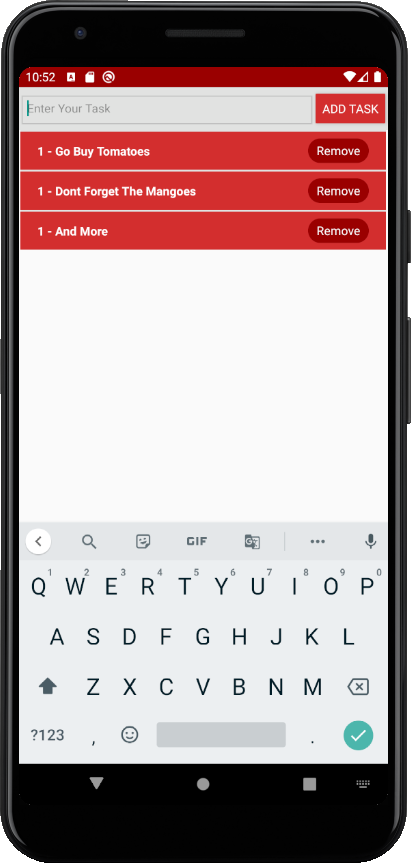 10:52
Enter Your Task
ADD TASK
1 - Go Buy Tomatoes
Remove
1 - Dont Forget The Mangoes
Remove
1 - And More
Remove
GIF
1 2 3 4 5 6 7 8 9 0
Q W E R T Y U I O P
A S D F G H J K L
Z X C V B N M
?123 , .